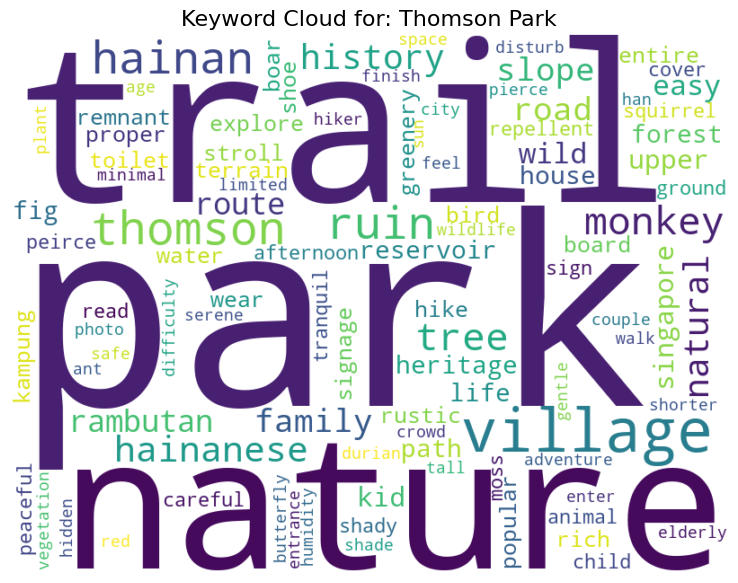 Keyword Cloud for: Thomson Park
space
disturb
hainan
boar
history
trail
slope
entire
cover
age
shoe
finish
pierce
easy
plant
remnant
explore
hiker
greenery
sun
city
road
han
squirrel
proper
repellent
forest
toilet
stroll
terrain
feel
wild
upper
minimal
limited
house
ground
route
fig
thomson
ruin
bird
monkey
peirce
wildlife
water
afternoon
reservoir
board
park
sign
singapore
natural
read
wear
tranquil
hike
couple
kampung
photo
serene
signage
tree
walk
safe
difficulty
ant
heritage
gentle
life
shorter
rambutan
family
rustic
village
crowd
hainanese
durian
path
tall
moss
adventure
peaceful
vegetation
hidden
careful
nature
butterfly
entrance
humidity
kid
popular
enter
shady
animal
elderly
red
shade
rich
child